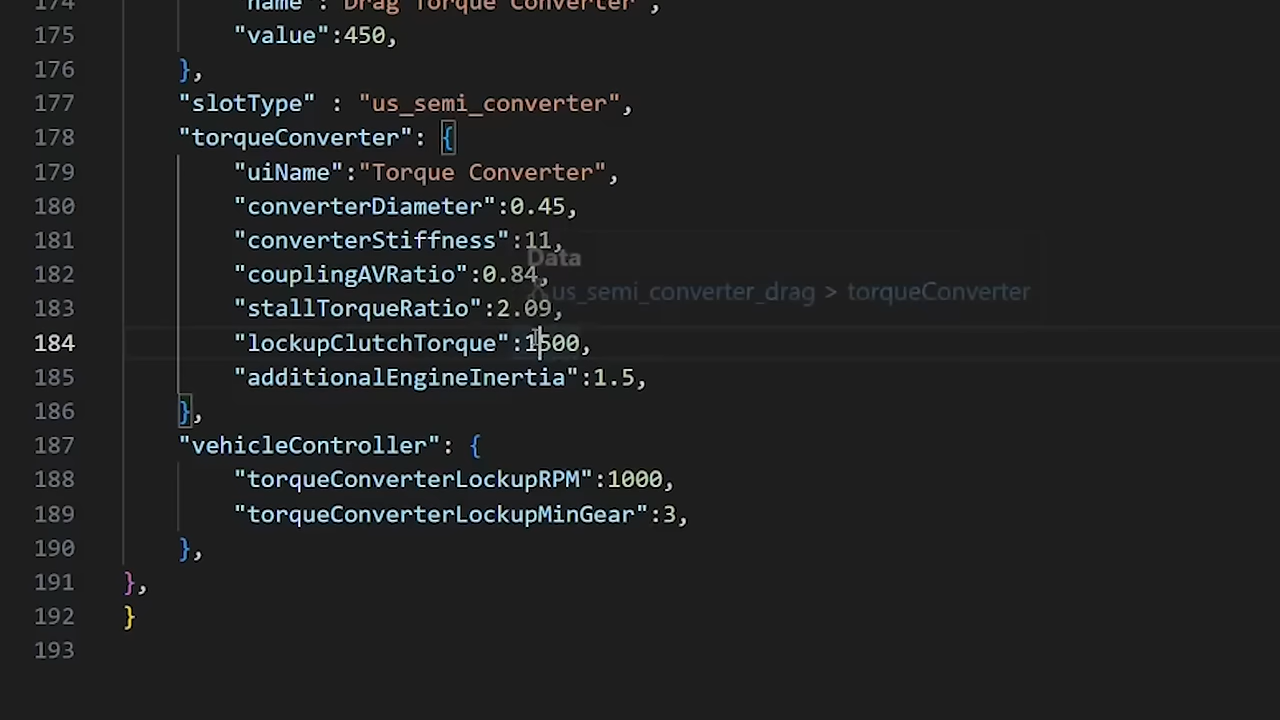 174 "name": "Drag Torque Converter",
175 "value":450,
176 },
177 "slotType" : "us_semi_converter",
178 "torqueConverter": {
179 "uiName":"Torque Converter",
180 "converterDiameter":0.45,
181 "converterStiffness":11,
Data
182 "couplingAVRatio":0.84,
us_semi_converter_drag > torqueConverter
183 "stallTorqueRatio":2.09,
184 "lockupClutchTorque":1500,
185 "additionalEngineInertia":1.5,
186 },
187 "vehicleController": {
188 "torqueConverterLockupRPM":1000,
189 "torqueConverterLockupMinGear":3,
190 },
191 },
192 }
193